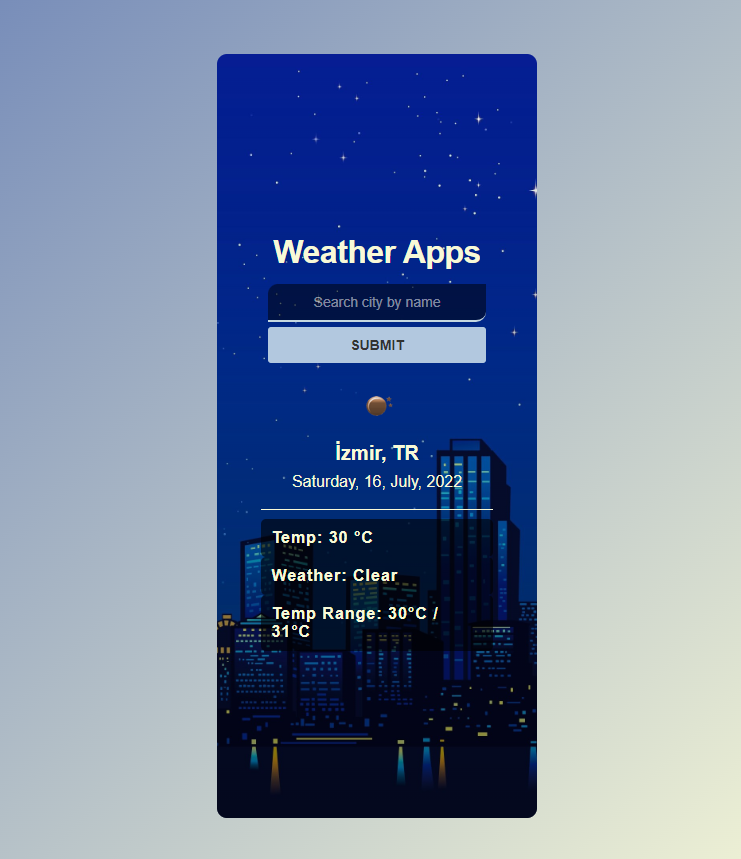 Weather Apps
Search city by name
SUBMIT
İzmir, TR
Saturday, 16, July, 2022
Temp: 30 °C
Weather: Clear
Temp Range: 30°C /
31°C